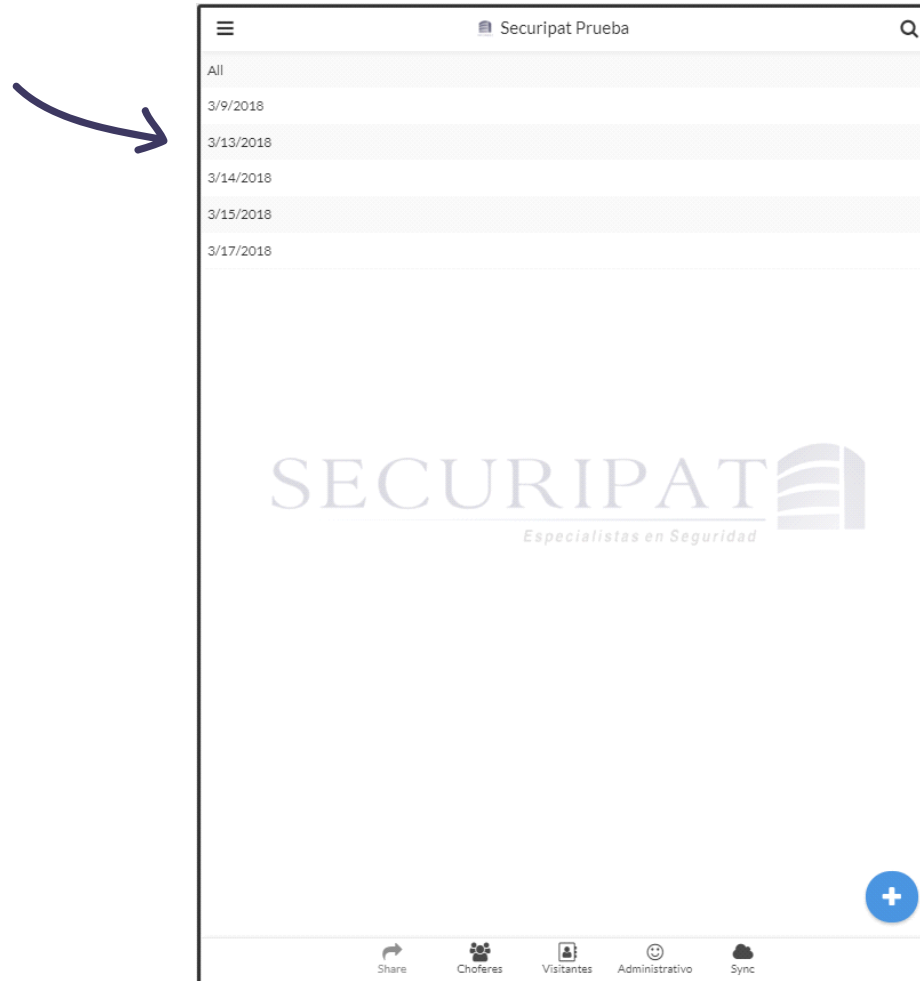 Securipat Prueba
All
3/9/2018
3/13/2018
3/14/2018
3/15/2018
3/17/2018
SECURIPAT
Especialistas en Seguridad
Share Choferes Visitantes Administrativo Sync